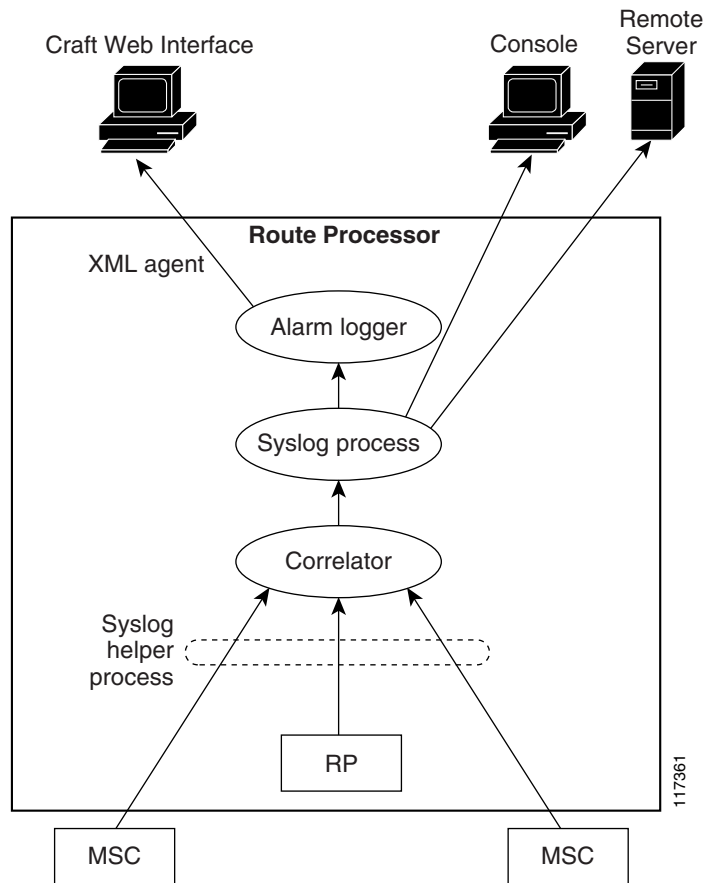 Craft Web Interface
Console
Remote
Server
Route Processor
XML agent
Alarm logger
Syslog process
Correlator
Syslog
helper
process
RP
117361
MSC
MSC